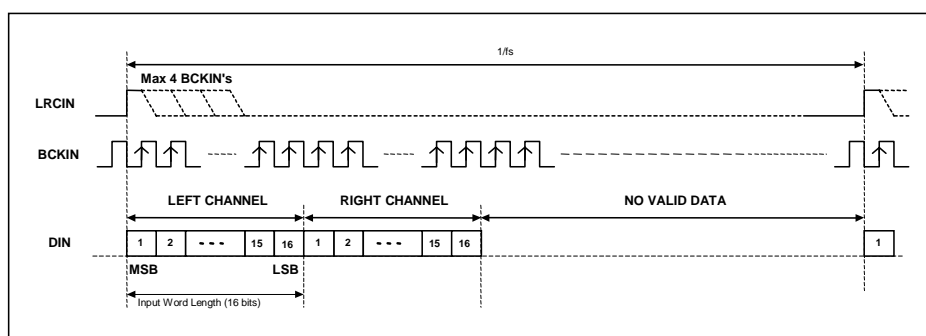 1/fs
Max 4 BCKIN's
LRCIN
BCKIN
LEFT CHANNEL RIGHT CHANNEL NO VALID DATA
DIN 1 2 15 16 1 2 15 16 1
MSB LSB
Input Word Length (16 bits)